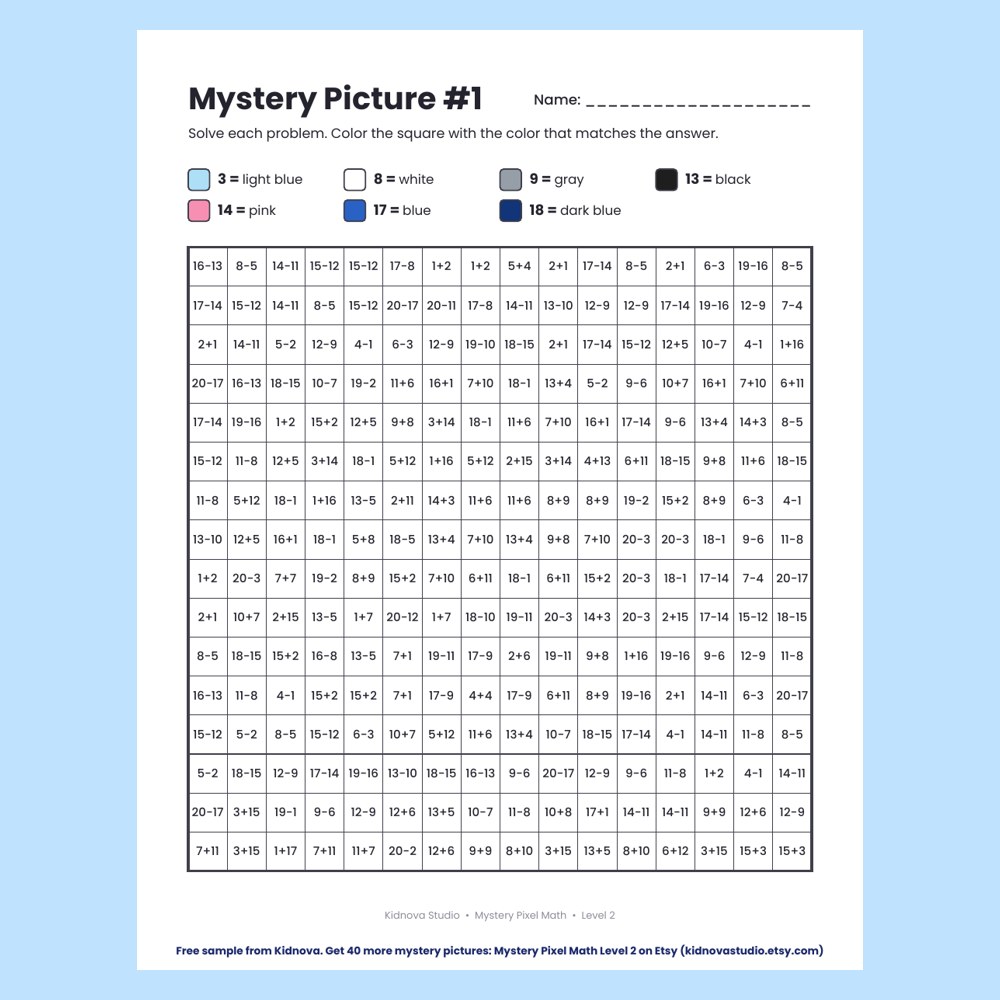 Mystery Picture #1
Name: ____________________
Solve each problem. Color the square with the color that matches the answer.
3 = light blue 8 = white 9 = gray 13 = black
14 = pink 17 = blue 18 = dark blue
16−13 8−5 14−11 15−12 15−12 17−8 1+2 1+2 5+4 2+1 17−14 8−5 2+1 6−3 19−16 8−5
17−14 15−12 14−11 8−5 15−12 20−17 20−11 17−8 14−11 13−10 12−9 12−9 17−14 19−16 12−9 7−4
2+1 14−11 5−2 12−9 4−1 6−3 12−9 19−10 18−15 2+1 17−14 15−12 12+5 10−7 4−1 1+16
20−17 16−13 18−15 10−7 19−2 11+6 16+1 7+10 18−1 13+4 5−2 9−6 10+7 16+1 7+10 6+11
17−14 19−16 1+2 15+2 12+5 9+8 3+14 18−1 11+6 7+10 16+1 17−14 9−6 13+4 14+3 8−5
15−12 11−8 12+5 3+14 18−1 5+12 1+16 5+12 2+15 3+14 4+13 6+11 18−15 9+8 11+6 18−15
11−8 5+12 18−1 1+16 13−5 2+11 14+3 11+6 11+6 8+9 8+9 19−2 15+2 8+9 6−3 4−1
13−10 12+5 16+1 18−1 5+8 18−5 13+4 7+10 13+4 9+8 7+10 20−3 20−3 18−1 9−6 11−8
1+2 20−3 7+7 19−2 8+9 15+2 7+10 6+11 18−1 6+11 15+2 20−3 18−1 17−14 7−4 20−17
2+1 10+7 2+15 13−5 1+7 20−12 1+7 18−10 19−11 20−3 14+3 20−3 2+15 17−14 15−12 18−15
8−5 18−15 15+2 16−8 13−5 7+1 19−11 17−9 2+6 19−11 9+8 1+16 19−16 9−6 12−9 11−8
16−13 11−8 4−1 15+2 15+2 7+1 17−9 4+4 17−9 6+11 8+9 19−16 2+1 14−11 6−3 20−17
15−12 5−2 8−5 15−12 6−3 10+7 5+12 11+6 13+4 10−7 18−15 17−14 4−1 14−11 11−8 8−5
5−2 18−15 12−9 17−14 19−16 13−10 18−15 16−13 9−6 20−17 12−9 9−6 11−8 1+2 4−1 14−11
20−17 3+15 19−1 9−6 12−9 12+6 13+5 10−7 11−8 10+8 17+1 14−11 14−11 9+9 12+6 12−9
7+11 3+15 1+17 7+11 11+7 20−2 12+6 9+9 8+10 3+15 13+5 8+10 6+12 3+15 15+3 15+3
Kidnova Studio • Mystery Pixel Math • Level 2
Free sample from Kidnova. Get 40 more mystery pictures: Mystery Pixel Math Level 2 on Etsy (kidnovastudio.etsy.com)